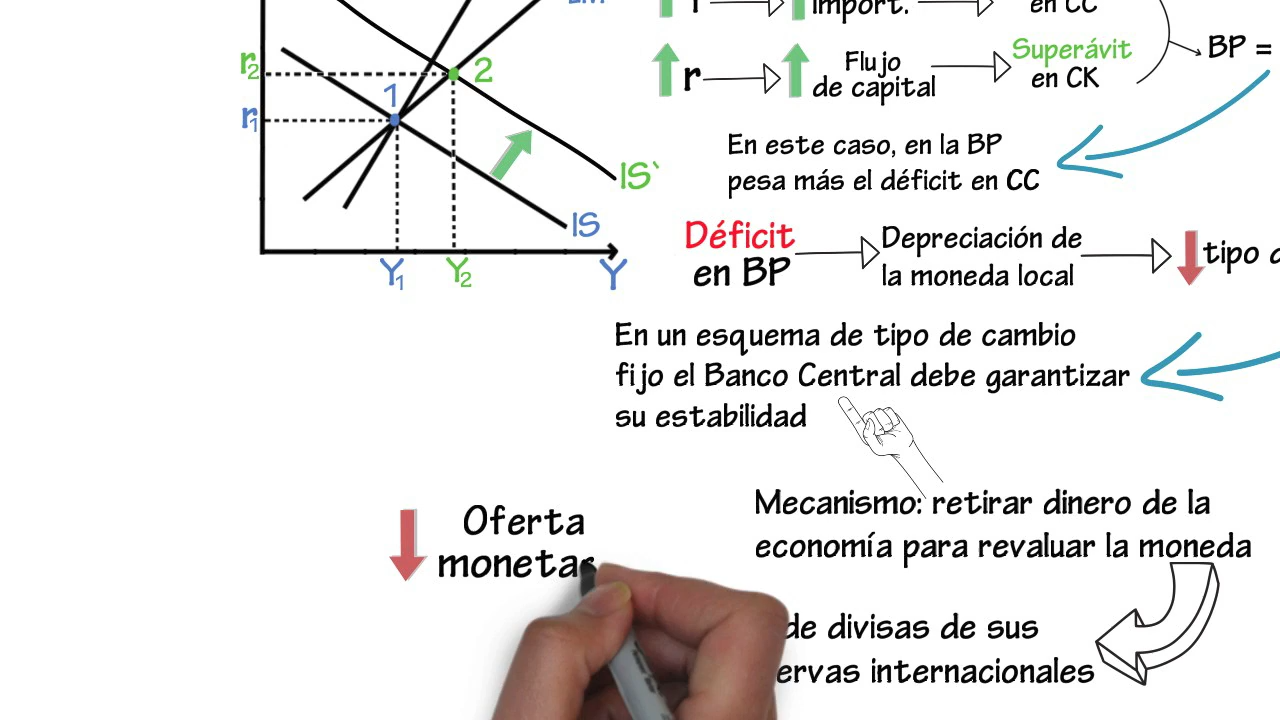 r₂
r₁
1
2
IS`
IS
Y₁
Y₂
Y
import.
en CC
r
Flujo
de capital
Superávit
en CK
BP =
En este caso, en la BP
pesa más el déficit en CC
Déficit
en BP
Depreciación de
la moneda local
tipo
En un esquema de tipo de cambio
fijo el Banco Central debe garantizar
su estabilidad
Mecanismo: retirar dinero de la
economía para revaluar la moneda
de divisas de sus
ervas internacionales
Oferta
monetar